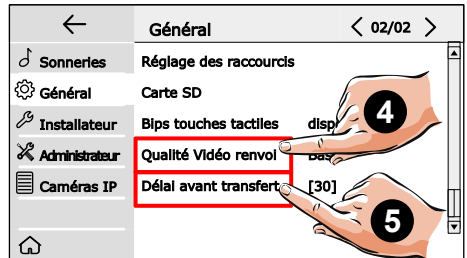 Général
02/02
Sonneries
Général
Installateur
Administrateur
Caméras IP
Réglage des raccourcis
Carte SD
Bips touches tactiles
Qualité Vidéo renvoi
Délai avant transfert [30]
4
5